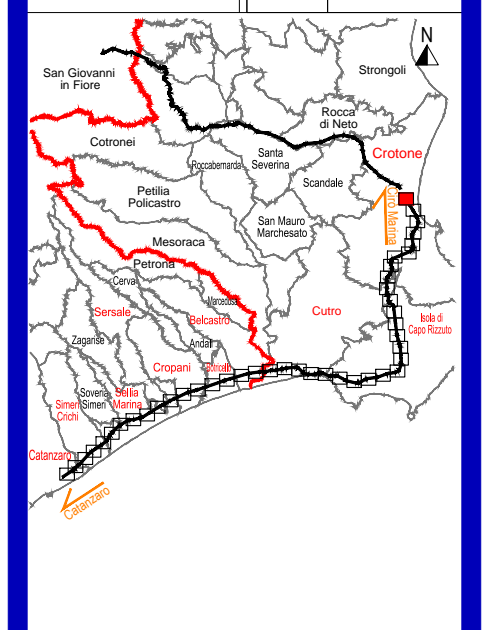 N
San Giovanni
in Fiore
Strongoli
Rocca
di Neto
Cotronei
Crotone
Santa
Severina
Roccabernarda
Scandale
Petilia
Policastro
Ciro Marina
San Mauro
Marchesato
Mesoraca
Petrona
Cerva
Marcedusa
Sersale
Belcastro
Cutro
Isola di
Capo Rizzuto
Zagarise
Andali
Cropani
Botricello
Soveria
Simeri
Sellia
Marina
Simeri
Crichi
Catanzaro
Catanzaro